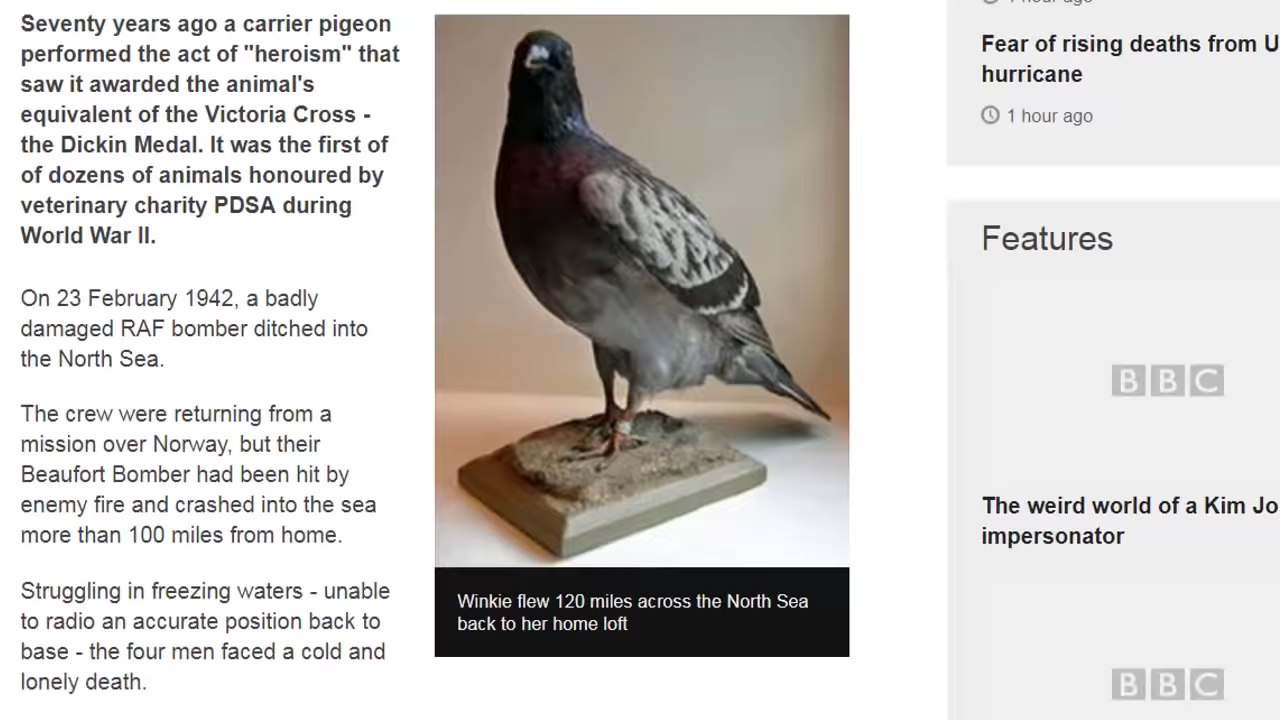 Seventy years ago a carrier pigeon
performed the act of "heroism" that
saw it awarded the animal's
equivalent of the Victoria Cross -
the Dickin Medal. It was the first of
of dozens of animals honoured by
veterinary charity PDSA during
World War II.
On 23 February 1942, a badly
damaged RAF bomber ditched into
the North Sea.
The crew were returning from a
mission over Norway, but their
Beaufort Bomber had been hit by
enemy fire and crashed into the sea
more than 100 miles from home.
Struggling in freezing waters - unable
to radio an accurate position back to
base - the four men faced a cold and
lonely death.
Winkie flew 120 miles across the North Sea
back to her home loft
1 hour ago
Fear of rising deaths from U
hurricane
1 hour ago
Features
BBC
The weird world of a Kim Jo
impersonator
BBC